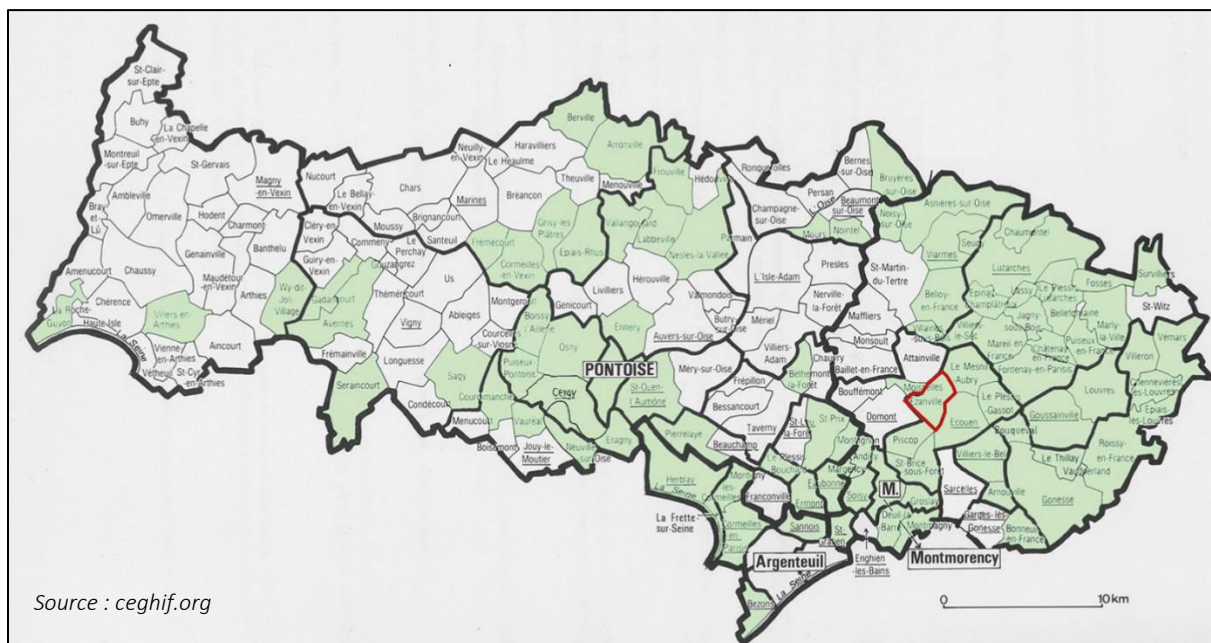 St-Clair-
sur-Epte
Buhy
La Chapelle
-en-Vexin
Montreuil
-sur-Epte
St-Gervais
Magny
-en-Vexin
Ambleville
Bray
et
Lû
Omerville
Hodent
Charmont
Genainville
Banthelu
Amenucourt
Chaussy
Maudétour
-en-Vexin
Arthies
Wy-dit-
Joli-
Village
Chérence
La Roche-
Guyon
Haute-Isle
Villers-en-
Arthies
Vienne
-en-Arthies
Vétheuil
St-Cyr
-en-Arthies
Aincourt
La Seine
Nucourt
Le Bellay
-en-Vexin
Chars
Neuilly-
en-Vexin
Le Heaulme
Haravilliers
Berville
Arronville
Theuville
Menouville
Marines
Bréançon
Brignancourt
Moussy
Santeuil
Cléry-en-
Vexin
Commeny
Le
Perchay
Guiry-en-
Vexin
Gouzangrez
Gadancourt
Avernes
Théméricourt
Us
Vigny
Ableiges
Longuesse
Frémainville
Seraincourt
Condécourt
Sagy
Courdimanche
Menucourt
Boisemont
Vauréal
Jouy-le-
Moutier
Courcelles
-sur-Viosne
Montgeroult
Boissy
l'Aillerie
Puiseux-
Pontoise
Osny
Cergy
PONTOISE
Neuville
-sur-Oise
Eragny
Grisy-les
Plâtres
Frémécourt
Cormeilles
-en-Vexin
Epiais-Rhus
Génicourt
Livilliers
Hérouville
Ennery
Frouville
Hédouville
Vallangoujard
Labbeville
Nesles-la-Vallée
Parmain
Valmondois
Butry
-sur-Oise
Auvers-sur-Oise
Méry-sur-Oise
St-Ouen-
l'Aumône
Pierrelaye
Herblay
La Seine
La Frette-
sur-Seine
Cormeilles
en
Parisis
Montigny
-lès-
Cormeilles
Beauchamp
Bessancourt
Frépillon
Taverny
Franconville
Sannois
Argenteuil
La Seine
Bezons
Ronquerolles
Bernes
-sur-Oise
Persan
L'Oise
Beaumont
-sur-Oise
Bruyères
-sur-Oise
Champagne-
sur-Oise
Mours
Nointel
Noisy-
sur-Oise
Asnières-sur-Oise
Presles
L'Isle-Adam
Nerville-
la-Forêt
Mériel
Villiers-
Adam
Maffliers
St-Martin
-du-Tertre
Viarmes
Seugy
Belloy-
en-France
Villaines
-sous-Bois
Villiers-
le-Sec
Monsoult
Baillet-en-France
Attainville
Chauvry
Bethemont
-la-Forêt
Bouffémont
Domont
Moisselles
Ezanville
Le Mesnil
-Aubry
Ecouen
Le Plessis
Gassot
Bouqueval
Piscop
St-Brice
-sous-Forêt
Villiers-le-Bel
St-Leu
-la-Forêt
St-Prix
Montlignon
Andilly
Margency
Le Plessis
Bouchard
Eaubonne
Ermont
Soisy
M.
Groslay
Deuil-la
Barre
Montmagny
Montmorency
Enghien
-les-Bains
St-
Gratien
Sarcelles
Garges-lès
Gonesse
Arnouville
Bonneuil
-en-France
Gonesse
Le Thillay
Vaudherland
Roissy-
en-France
Goussainville
Louvres
Fontenay-en-Parisis
Mareil-en
France
Châtenay
en-France
Puiseux
-en-France
Jagny-
sous-Bois
Epinay
Champlâtreux
Lassy
Le Plessis
Luzarches
Bellefontaine
Luzarches
Chaumontel
Fosses
Survilliers
St-Witz
Marly-la
Ville
Villeron
Vémars
Chennevières
-lès-Louvres
Epiais-
les-Louvres
0
10km
Source : ceghif.org